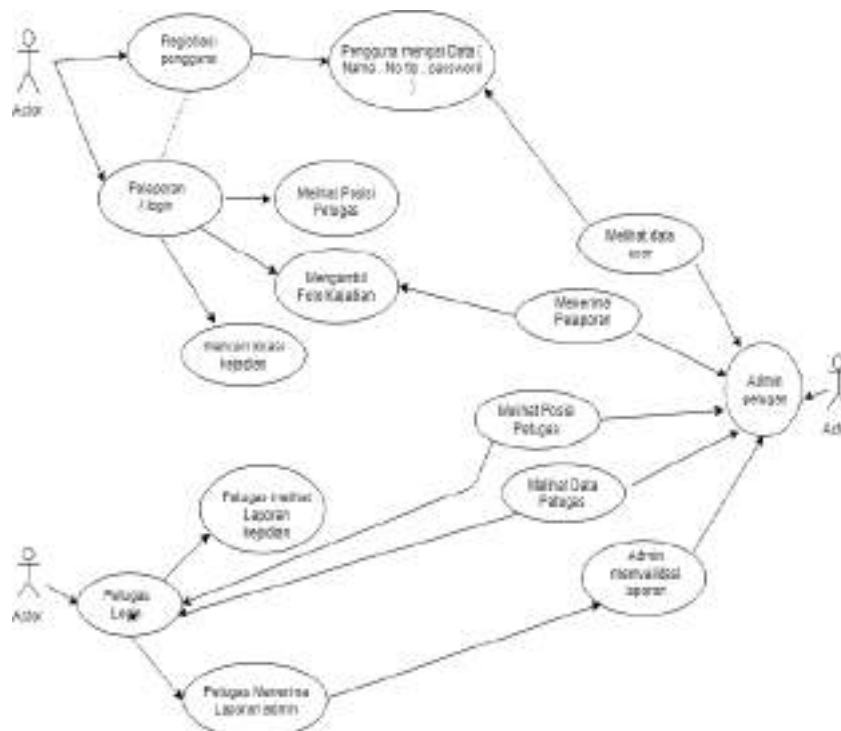 Registrasi
pengguna
Pengguna mengisi Data (
Nama , No tlp , password
)
Actor
Pelaporan
/ login
Melihat Posisi
Petugas
Melihat data
user
Mengambil
Foto Kejadian
Menerima
Pelaporan
kejadian
Admin
petugas
Melihat Posisi
Petugas
Actor
Petugas melihat
Laporan
kejadian
Melihat Data
Petugas
Admin
memvalidasi
laporan
Petugas
Login
Actor
Petugas Menerima
Laporan admin